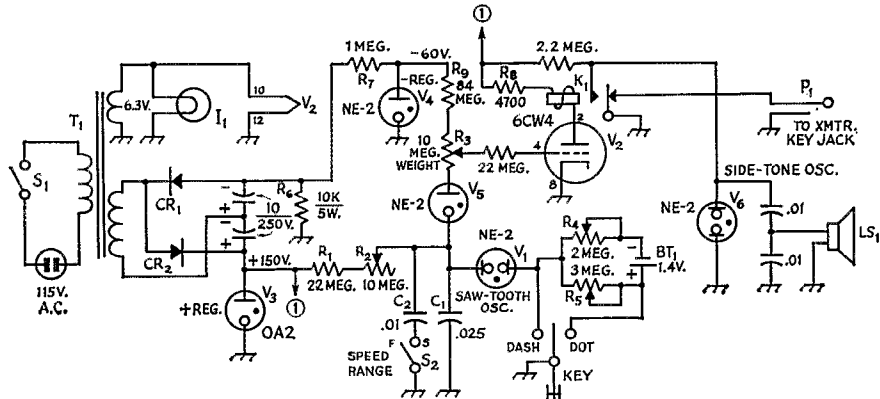 1
1 MEG.
R7
-60V.
-REG.
V4
NE-2
R9
84
MEG.
2.2 MEG.
R8
4700
K1
6CW4
2
4
8
V2
P1
TO XMTR.
KEY JACK
6.3V.
I1
10
12
V2
T1
S1
115V.
A.C.
CR1
CR2
-
+
-
+
10
250V.
R6
10K
5W.
10
MEG.
WEIGHT
R3
22 MEG.
V5
NE-2
SIDE-TONE OSC.
V6
NE-2
.01
.01
LS1
+150V.
R1
22 MEG.
R2
10 MEG.
NE-2
V1
SAW-TOOTH
OSC.
R4
2 MEG.
3 MEG.
R5
-
+
BT1
1.4V.
V3
+REG.
OA2
1
C2
.01
C1
.025
F
S
S2
SPEED
RANGE
DASH
DOT
KEY